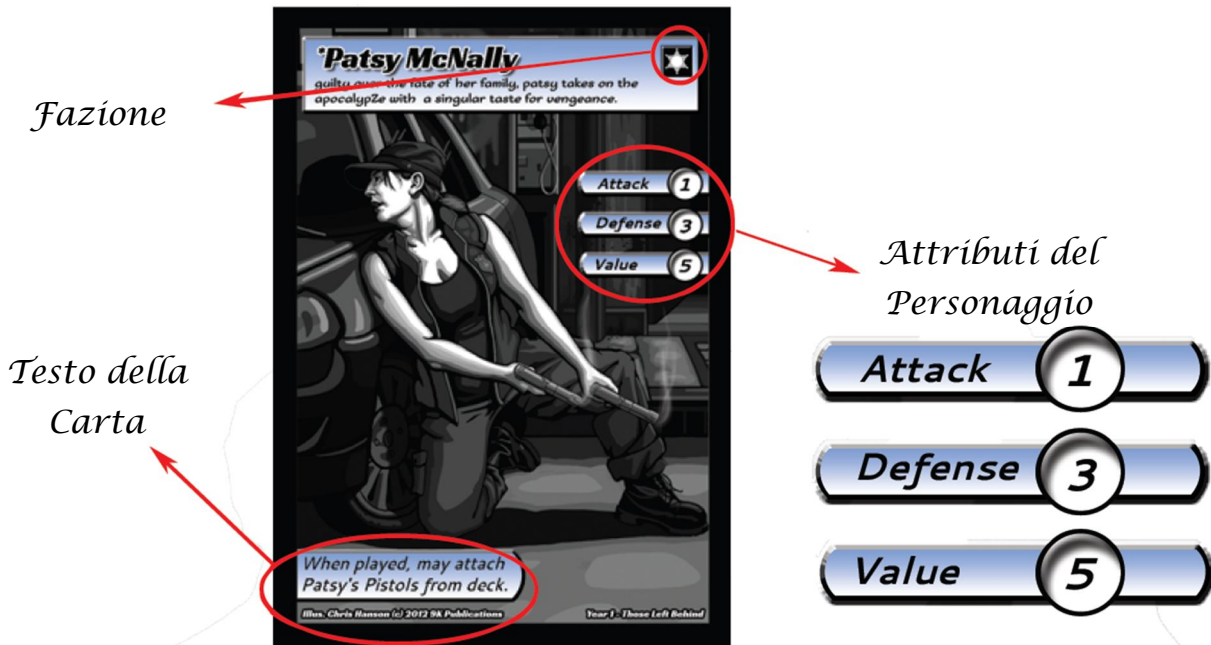 *Patsy McNally
guilty over the fate of her family, patsy takes on the
apocalypZe with a singular taste for vengeance.
Fazione
Attack 1
Defense 3
Value 5
Attributi del
Personaggio
Attack 1
Defense 3
Value 5
Testo della
Carta
When played, may attach
Patsy's Pistols from deck.
Illus. Chris Hanson (c) 2012 9K Publications
Year 1 - Those Left Behind